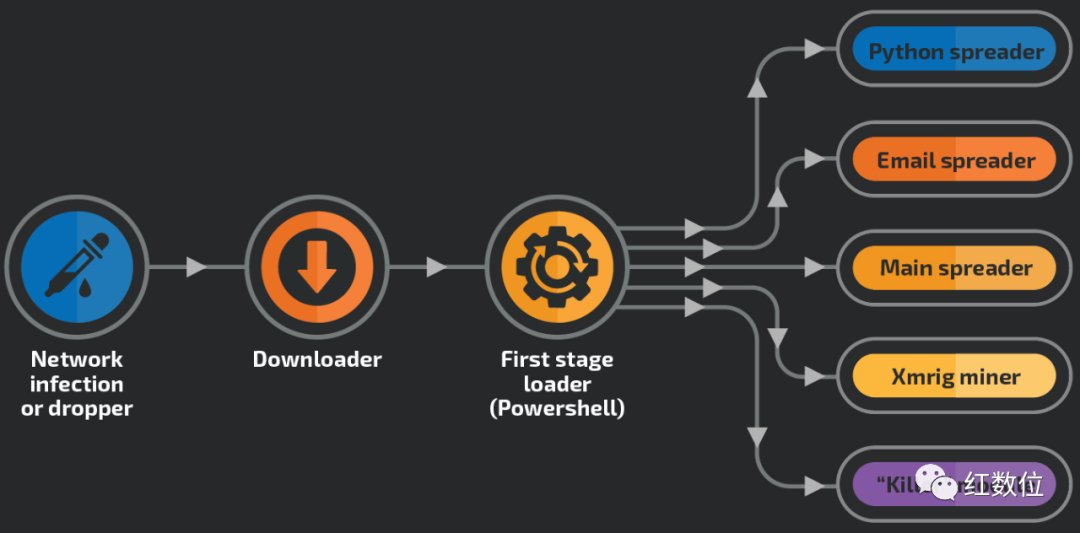 Python spreader
Email spreader
Main spreader
Xmrig miner
“Kil
红数位
Network
infection
or dropper
Downloader
First stage
loader
(Powershell)